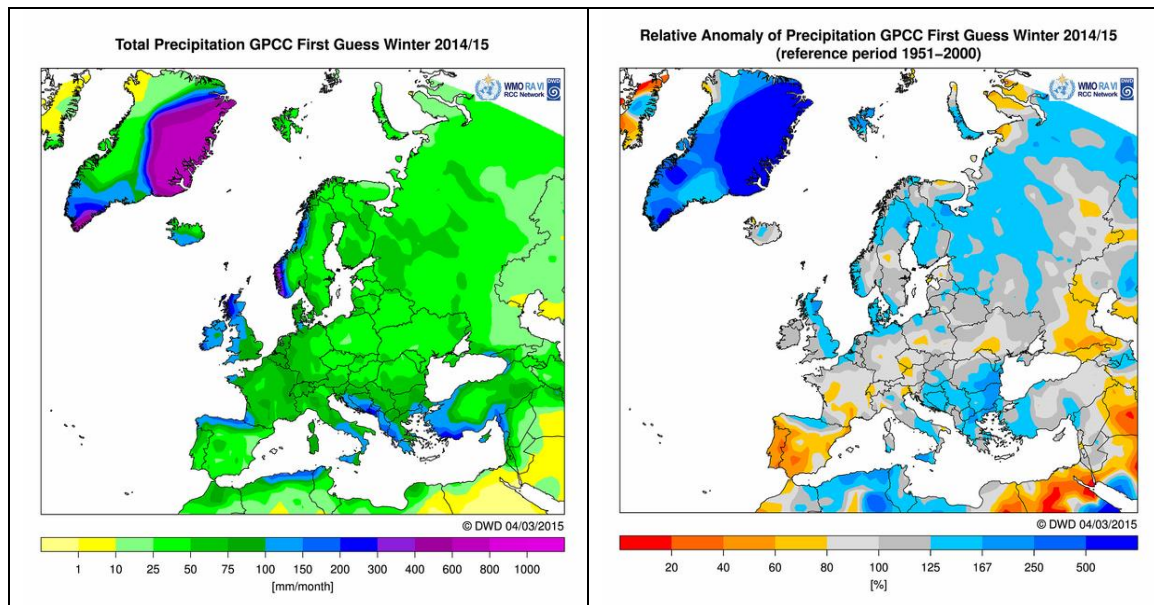 Total Precipitation GPCC First Guess Winter 2014/15
WMO RA VI
RCC Network
DWD
© DWD 04/03/2015
1 10 25 50 75 100 150 200 300 400 600 800 1000
[mm/month]
Relative Anomaly of Precipitation GPCC First Guess Winter 2014/15
(reference period 1951–2000)
WMO RA VI
RCC Network
DWD
© DWD 04/03/2015
20 40 60 80 100 125 167 250 500
[%]